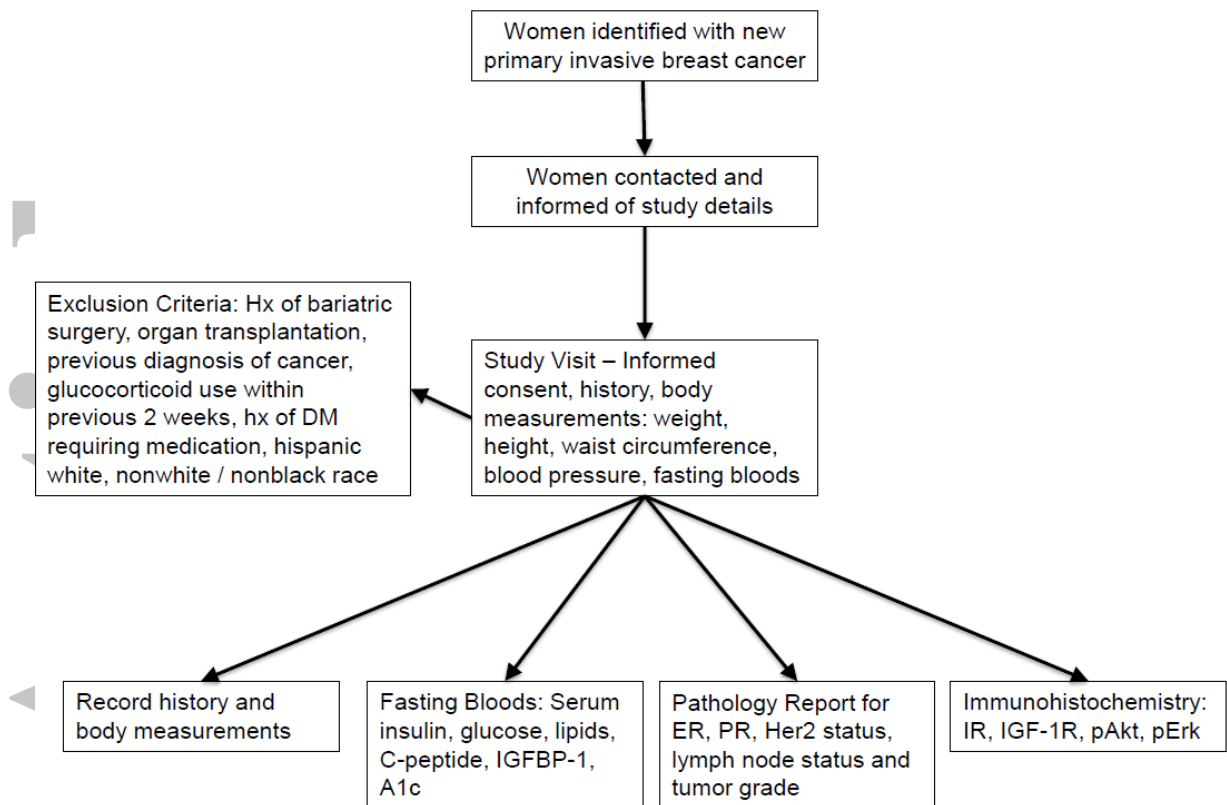 Women identified with new
primary invasive breast cancer
Women contacted and
informed of study details
Exclusion Criteria: Hx of bariatric
surgery, organ transplantation,
previous diagnosis of cancer,
glucocorticoid use within
previous 2 weeks, hx of DM
requiring medication, hispanic
white, nonwhite / nonblack race
Study Visit – Informed
consent, history, body
measurements: weight,
height, waist circumference,
blood pressure, fasting bloods
Record history and
body measurements
Fasting Bloods: Serum
insulin, glucose, lipids,
C-peptide, IGFBP-1,
A1c
Pathology Report for
ER, PR, Her2 status,
lymph node status and
tumor grade
Immunohistochemistry:
IR, IGF-1R, pAkt, pErk